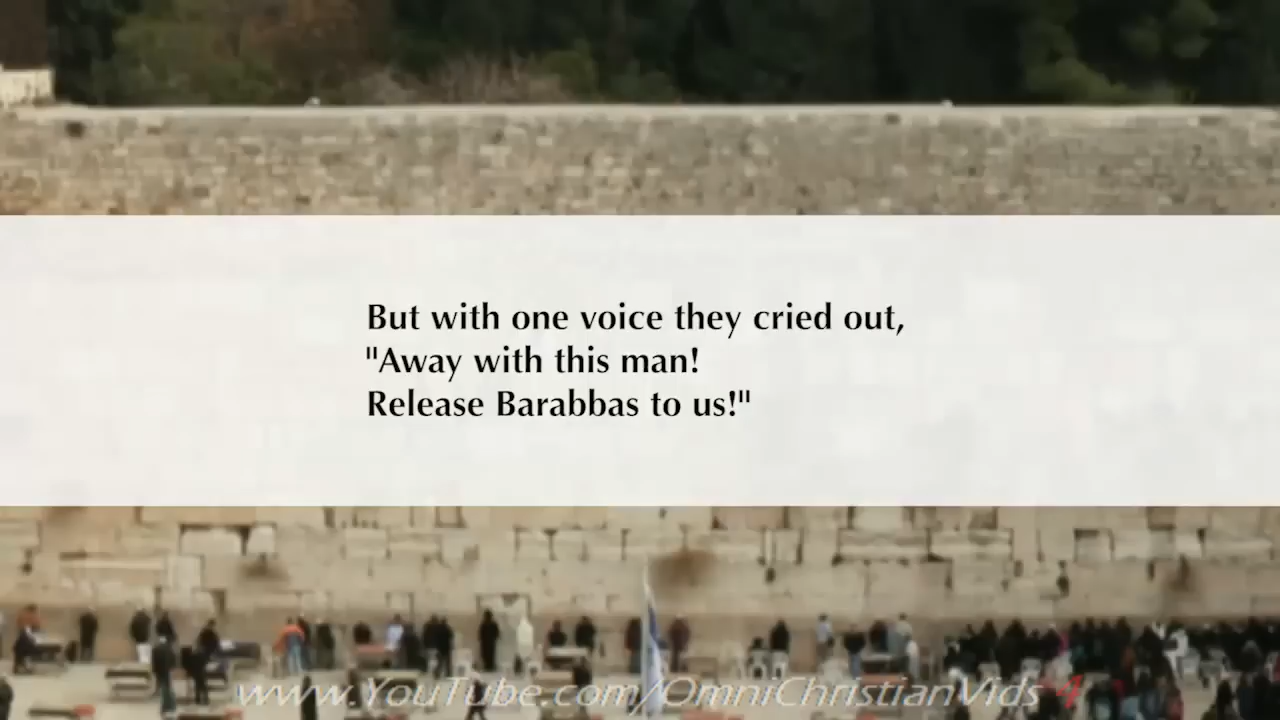 But with one voice they cried out,
"Away with this man!
Release Barabbas to us!"
www.YouTube.com/OmniChristianVids